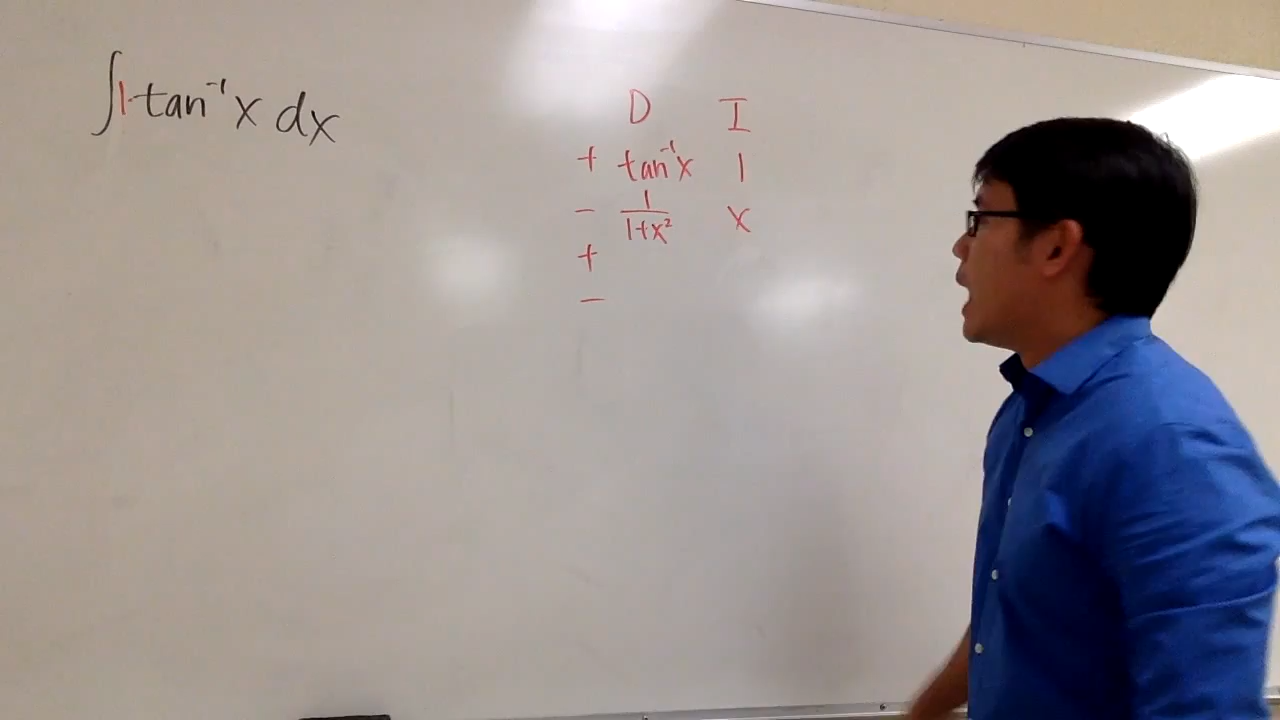 ∫1·tan⁻¹x dx
D I
+ tan⁻¹x 1
− 1/(1+x²) x
+
−